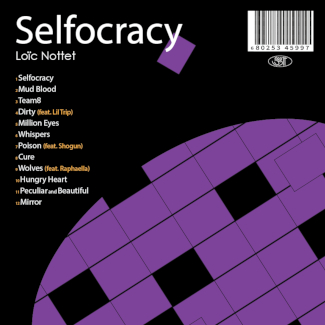 Selfocracy
Loïc Nottet
680253 45997
1 Selfocracy
2 Mud Blood
3 Team8
4 Dirty (feat. Lil Trip)
5 Million Eyes
6 Whispers
7 Poison (feat. Shogun)
8 Cure
9 Wolves (feat. Raphaella)
10 Hungry Heart
11 Peculiar and Beautiful
12 Mirror